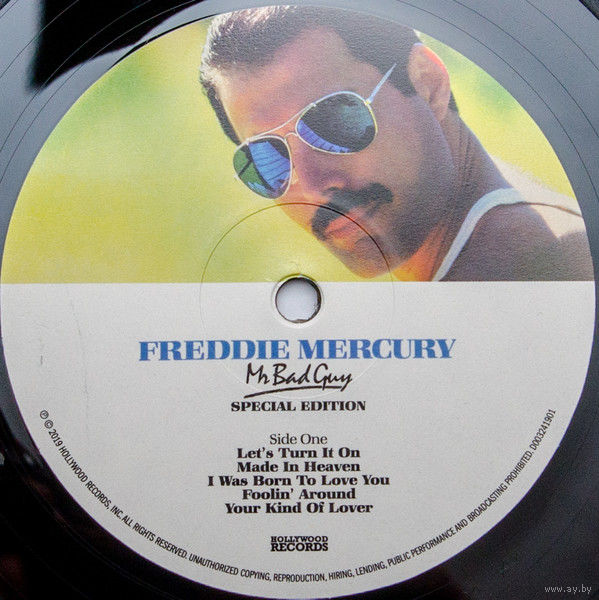 FREDDIE MERCURY
Mr Bad Guy
SPECIAL EDITION
Side One
Let's Turn It On
Made In Heaven
I Was Born To Love You
Foolin' Around
Your Kind Of Lover
HOLLYWOOD
RECORDS
℗ © 2019 HOLLYWOOD RECORDS, INC. ALL RIGHTS RESERVED. UNAUTHORIZED COPYING, REPRODUCTION, HIRING, LENDING, PUBLIC PERFORMANCE AND BROADCASTING PROHIBITED. D003241901
www.ay.by